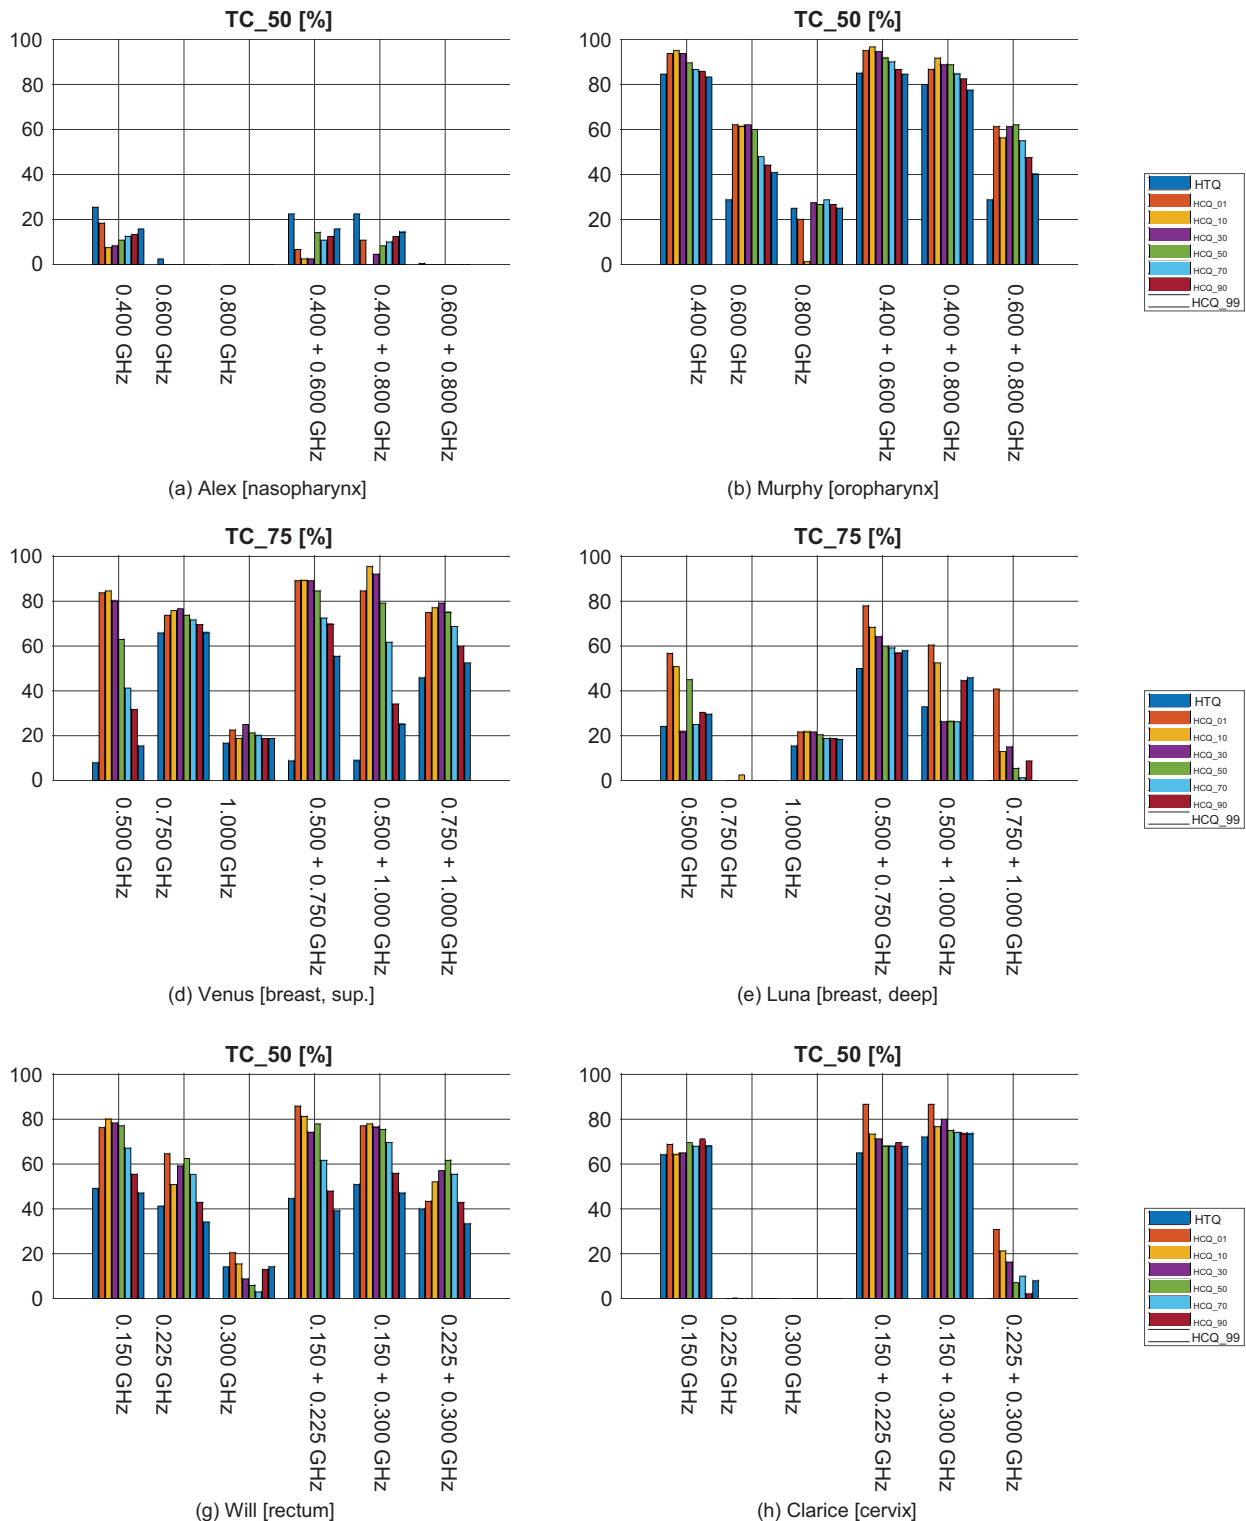 TC_50 [%]
100
80
60
40
20
0
0.400 GHz
0.600 GHz
0.800 GHz
0.400 + 0.600 GHz
0.400 + 0.800 GHz
0.600 + 0.800 GHz
(a) Alex [nasopharynx]
TC_50 [%]
100
80
60
40
20
0
0.400 GHz
0.600 GHz
0.800 GHz
0.400 + 0.600 GHz
0.400 + 0.800 GHz
0.600 + 0.800 GHz
(b) Murphy [oropharynx]
HTQ
HCQ_01
HCQ_10
HCQ_30
HCQ_50
HCQ_70
HCQ_90
HCQ_99
TC_75 [%]
100
80
60
40
20
0
0.500 GHz
0.750 GHz
1.000 GHz
0.500 + 0.750 GHz
0.500 + 1.000 GHz
0.750 + 1.000 GHz
(d) Venus [breast, sup.]
TC_75 [%]
100
80
60
40
20
0
0.500 GHz
0.750 GHz
1.000 GHz
0.500 + 0.750 GHz
0.500 + 1.000 GHz
0.750 + 1.000 GHz
(e) Luna [breast, deep]
HTQ
HCQ_01
HCQ_10
HCQ_30
HCQ_50
HCQ_70
HCQ_90
HCQ_99
TC_50 [%]
100
80
60
40
20
0
0.150 GHz
0.225 GHz
0.300 GHz
0.150 + 0.225 GHz
0.150 + 0.300 GHz
0.225 + 0.300 GHz
(g) Will [rectum]
TC_50 [%]
100
80
60
40
20
0
0.150 GHz
0.225 GHz
0.300 GHz
0.150 + 0.225 GHz
0.150 + 0.300 GHz
0.225 + 0.300 GHz
(h) Clarice [cervix]
HTQ
HCQ_01
HCQ_10
HCQ_30
HCQ_50
HCQ_70
HCQ_90
HCQ_99